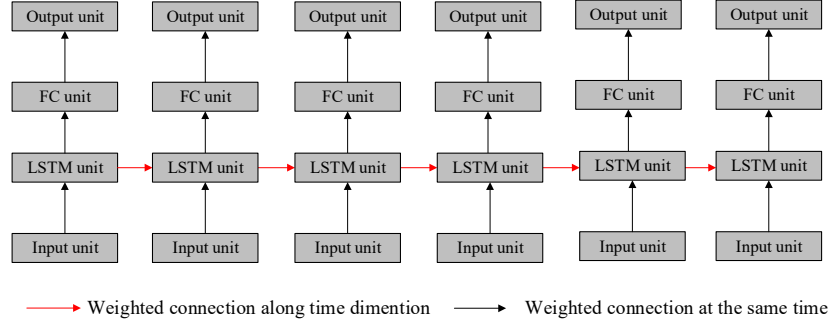 Output unit Output unit Output unit Output unit Output unit Output unit
FC unit FC unit FC unit FC unit FC unit FC unit
LSTM unit LSTM unit LSTM unit LSTM unit LSTM unit LSTM unit
Input unit Input unit Input unit Input unit Input unit Input unit
Weighted connection along time dimention Weighted connection at the same time